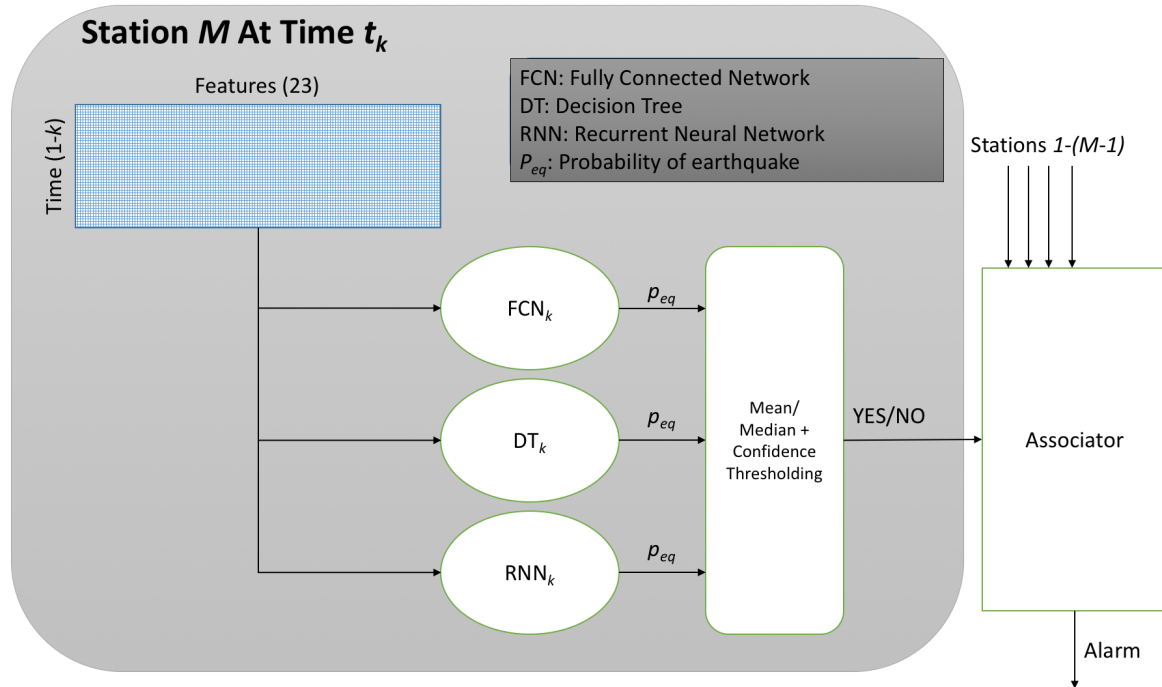 Station M At Time tk
Features (23)
Time (1-k)
FCN: Fully Connected Network
DT: Decision Tree
RNN: Recurrent Neural Network
Peq: Probability of earthquake
Stations 1-(M-1)
FCNk
peq
DTk
peq
RNNk
peq
Mean/
Median +
Confidence
Thresholding
YES/NO
Associator
Alarm